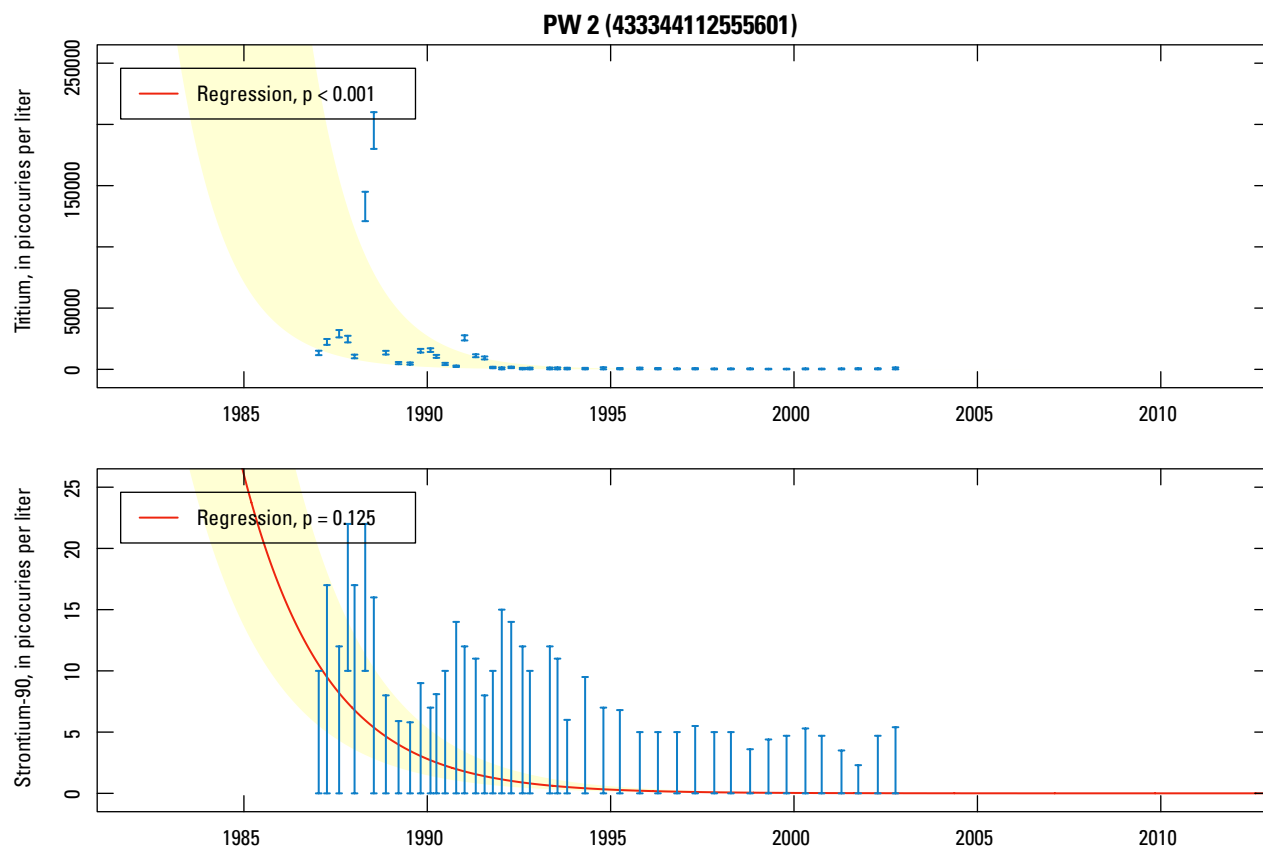 PW 2 (433344112555601)
Tritium, in picocuries per liter
250000
150000
50000
0
Regression, p < 0.001
1985 1990 1995 2000 2005 2010
Strontium-90, in picocuries per liter
25
20
15
10
5
0
Regression, p = 0.125
1985 1990 1995 2000 2005 2010